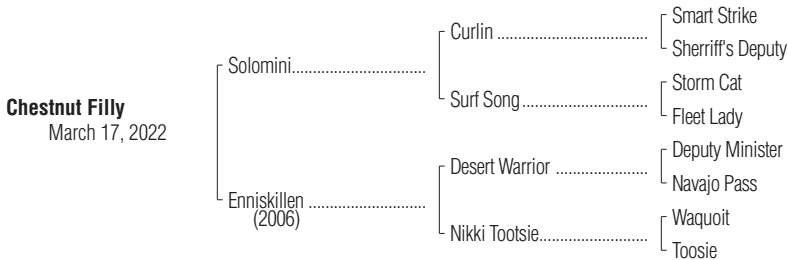 Chestnut Filly
March 17, 2022
Solomini..............................
Enniskillen ...........................
(2006)
Curlin ....................................
Surf Song..............................
Desert Warrior ......................
Nikki Tootsie..........................
Smart Strike
Sherriff's Deputy
Storm Cat
Fleet Lady
Deputy Minister
Navajo Pass
Waquoit
Toosie